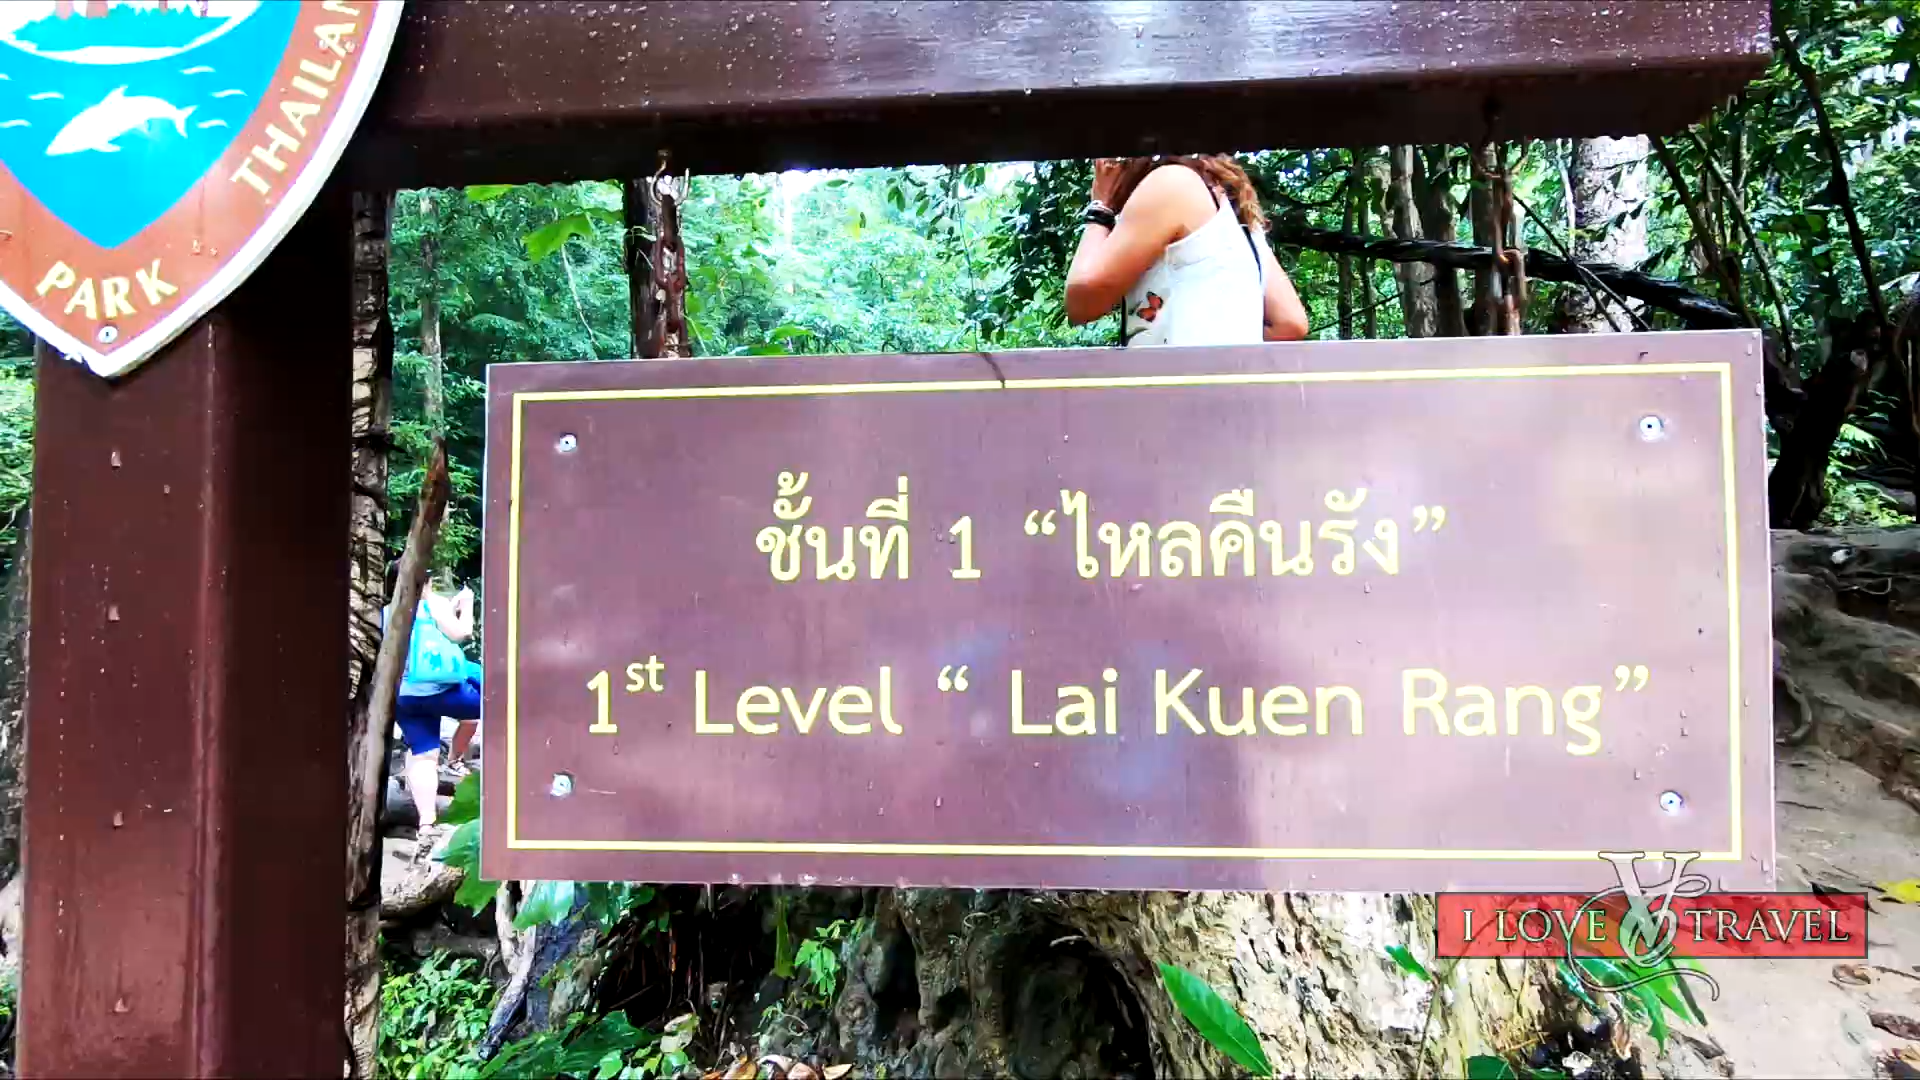 THAILAN
PARK
ชั้นที่ 1 “ไหลคืนรัง”
1st Level “ Lai Kuen Rang”
I LOVE V TRAVEL